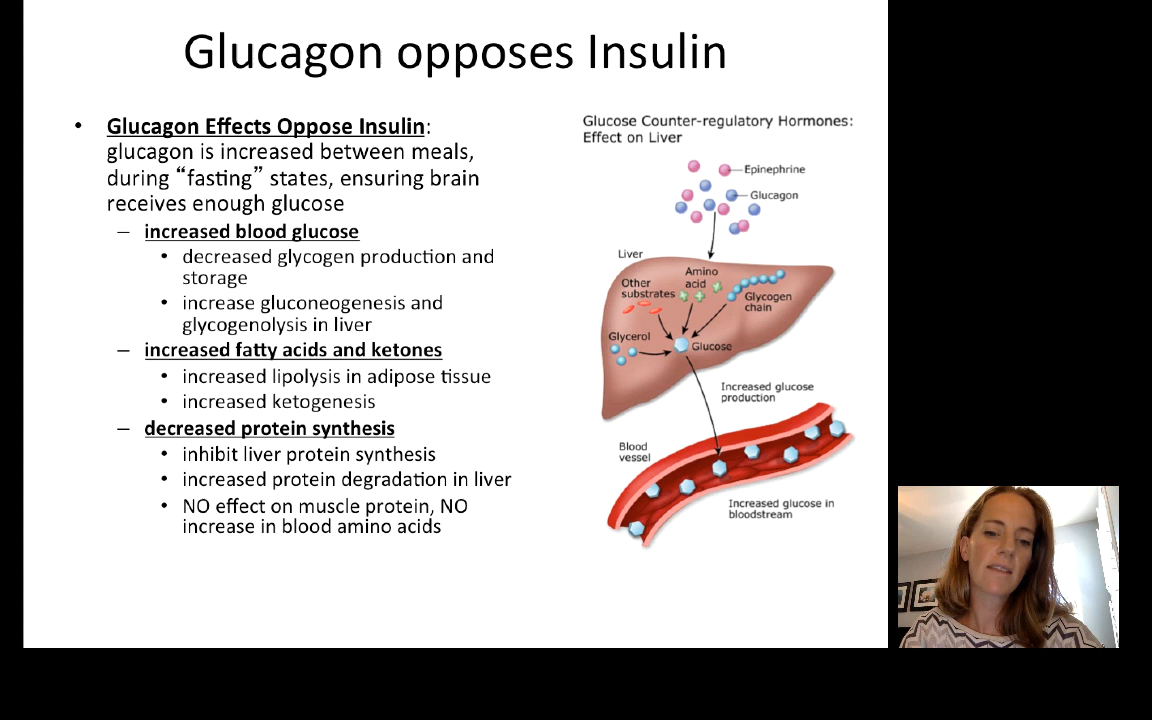 Glucagon opposes Insulin
• Glucagon Effects Oppose Insulin:
glucagon is increased between meals,
during “fasting” states, ensuring brain
receives enough glucose
– increased blood glucose
• decreased glycogen production and
storage
• increase gluconeogenesis and
glycogenolysis in liver
– increased fatty acids and ketones
• increased lipolysis in adipose tissue
• increased ketogenesis
– decreased protein synthesis
• inhibit liver protein synthesis
• increased protein degradation in liver
• NO effect on muscle protein, NO
increase in blood amino acids
Glucose Counter-regulatory Hormones:
Effect on Liver
Epinephrine
Glucagon
Liver
Amino
acid
Other
substrates
Glycogen
chain
Glycerol
Glucose
Increased glucose
production
Blood
vessel
Increased glucose in
bloodstream